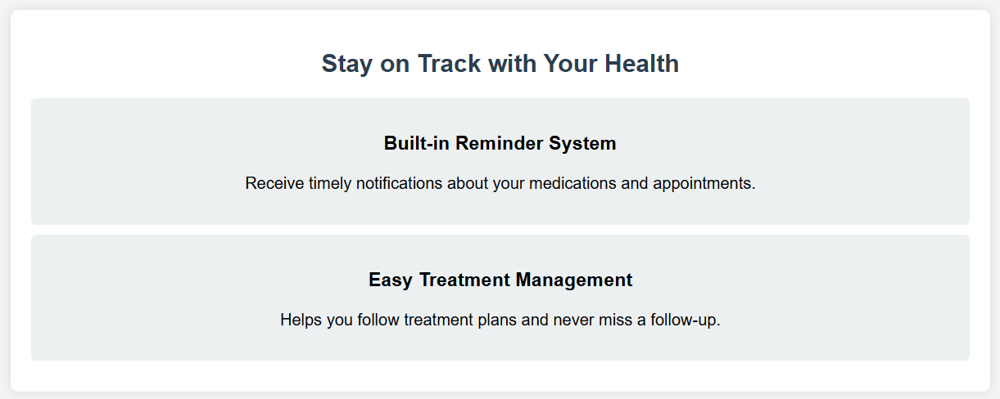 Stay on Track with Your Health
Built-in Reminder System
Receive timely notifications about your medications and appointments.
Easy Treatment Management
Helps you follow treatment plans and never miss a follow-up.